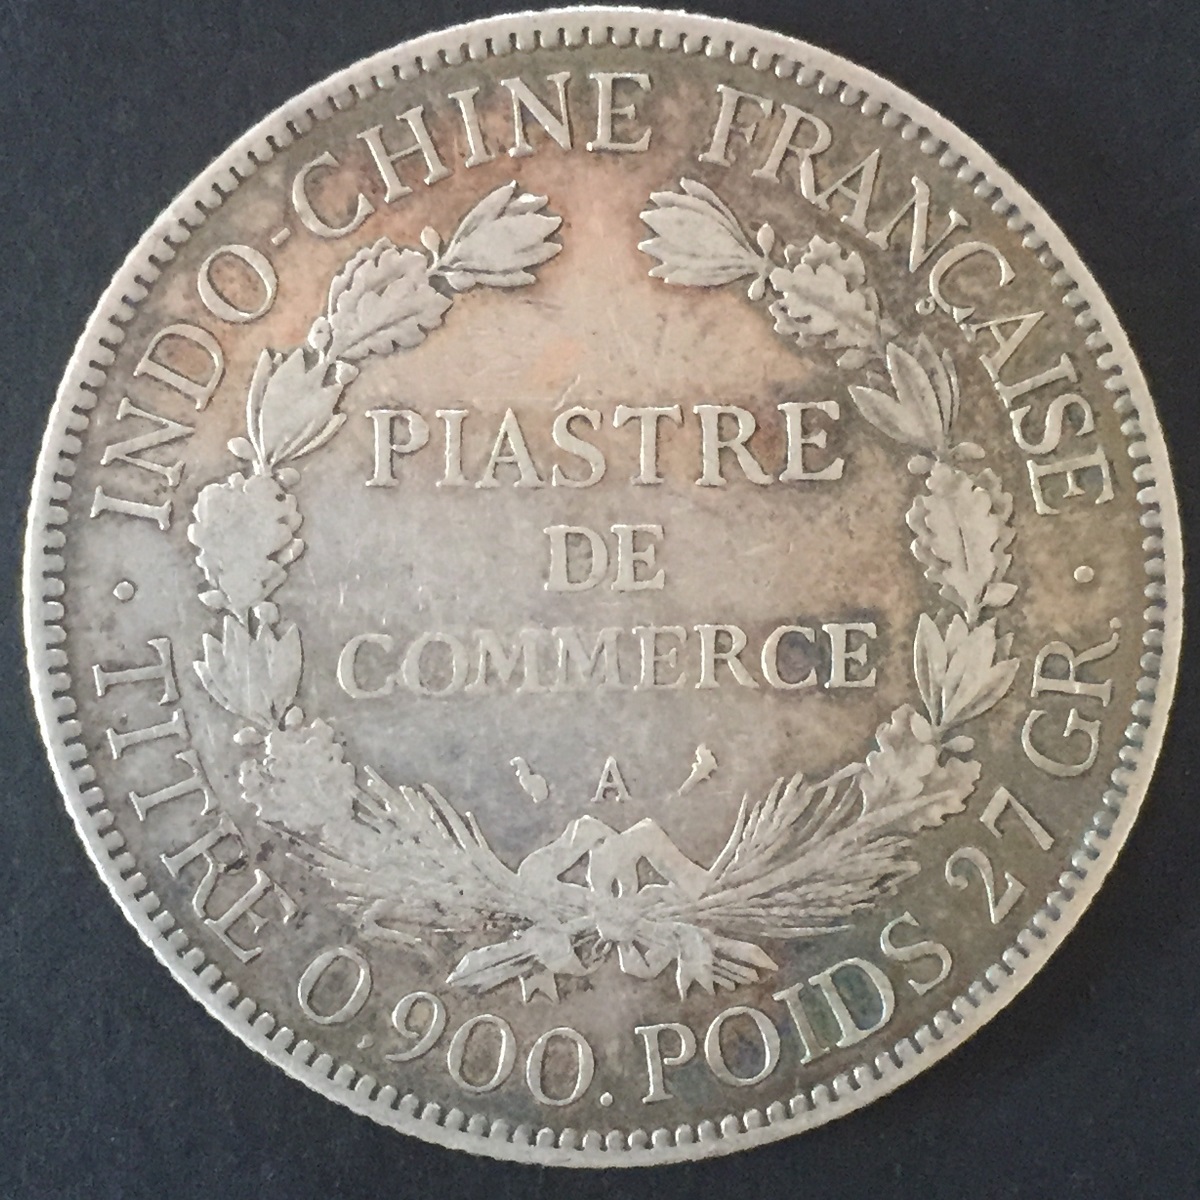 INDO-CHINE FRANÇAISE
PIASTRE
DE
COMMERCE
A
TITRE 0,900. POIDS 27 GR.